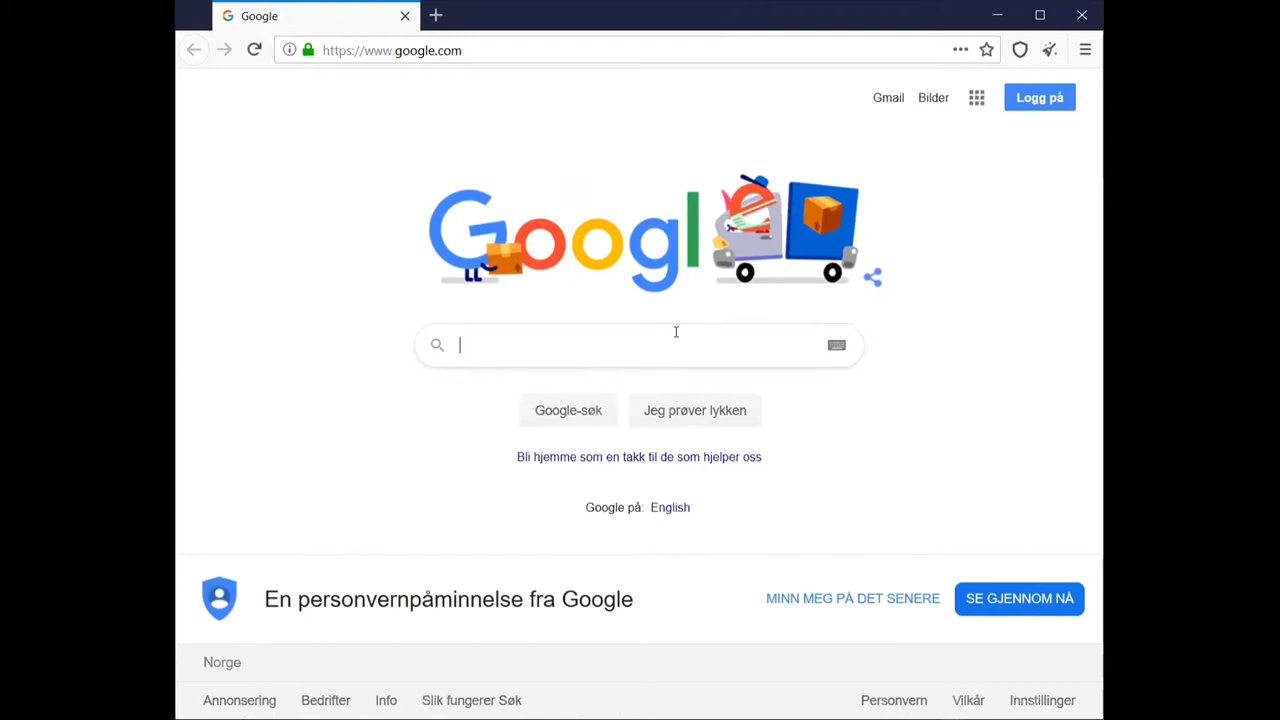 Google
https://www.google.com
Gmail Bilder Logg på
Google
Google-søk Jeg prøver lykken
Bli hjemme som en takk til de som hjelper oss
Google på: English
En personvernpåminnelse fra Google MINN MEG PÅ DET SENERE SE GJENNOM NÅ
Norge
Annonsering Bedrifter Info Slik fungerer Søk Personvern Vilkår Innstillinger